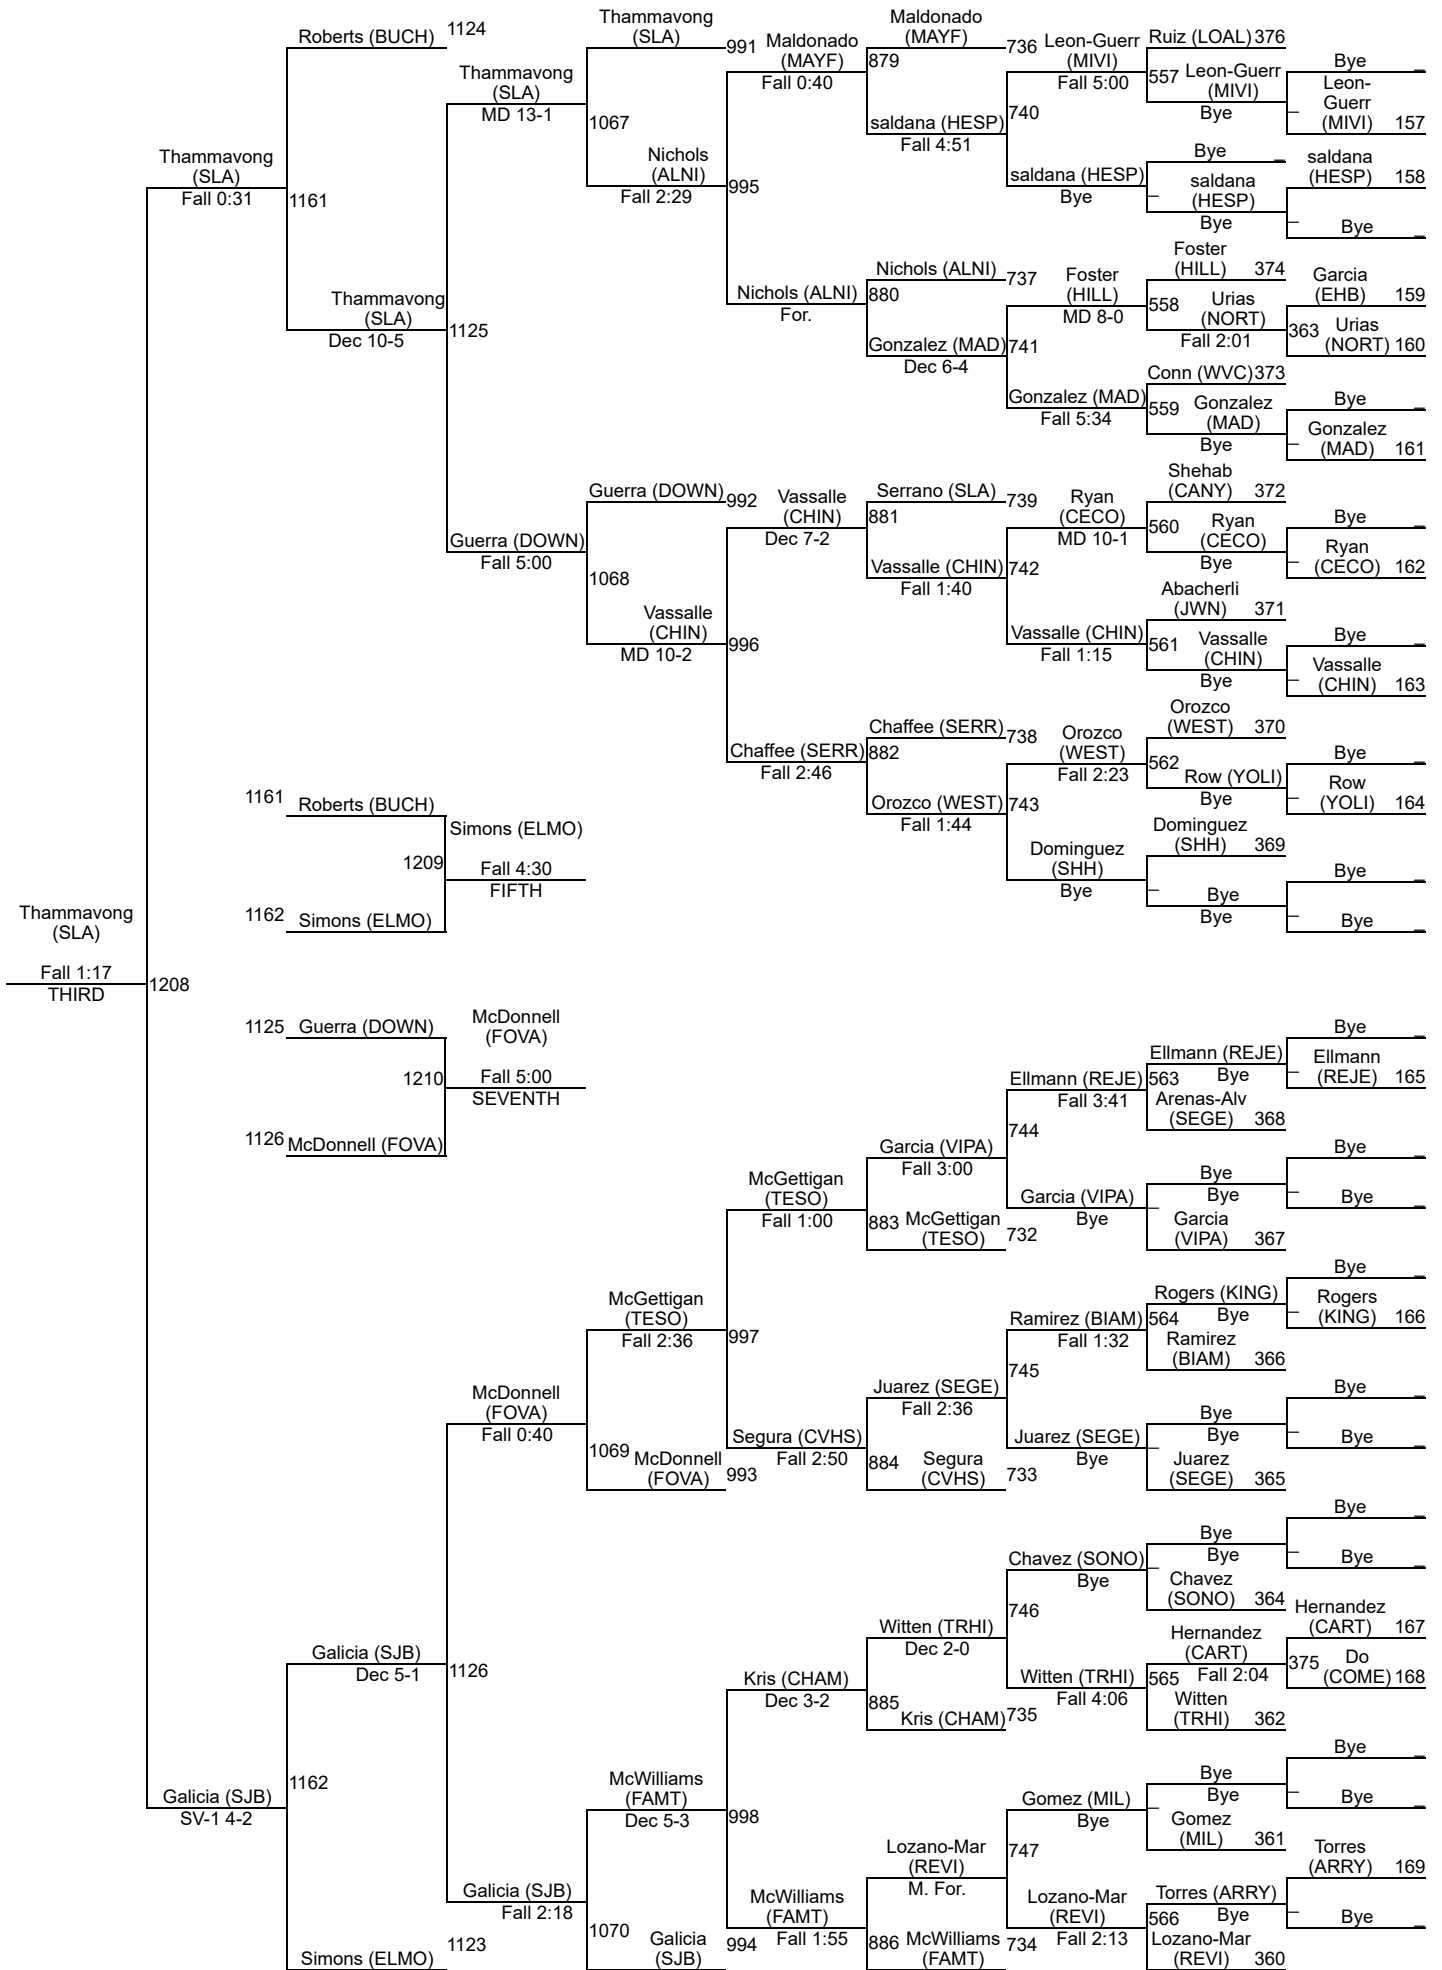 Roberts (BUCH) 1124
Thammavong
(SLA)
MD 13-1
Thammavong
(SLA)
991
Maldonado
(MAYF)
Fall 0:40
Maldonado
(MAYF)
879
736
Leon-Guerr
(MIVI)
Fall 5:00
Ruiz (LOAL) 376
557 Leon-Guerr
(MIVI)
Bye
Bye _
_ Leon-
Guerr
(MIVI) 157
1067
saldana (HESP)
Fall 4:51
740
Thammavong
(SLA)
Fall 0:31
1161
Nichols
(ALNI)
Fall 2:29
995
saldana (HESP)
Bye
Bye _
_ saldana
(HESP)
Bye
saldana
(HESP) 158
_ Bye _
Thammavong
(SLA)
Dec 10-5
1125
Nichols (ALNI)
For.
Nichols (ALNI) 737
880
Foster
(HILL)
MD 8-0
Foster
(HILL) 374
558 Urias
(NORT)
Fall 2:01
Garcia
(EHB) 159
363 Urias
(NORT) 160
Gonzalez (MAD) 741
Dec 6-4
Gonzalez (MAD)
Fall 5:34
Conn (WVC) 373
559 Gonzalez
(MAD)
Bye
Bye _
_ Gonzalez
(MAD) 161
Guerra (DOWN)
Fall 5:00
Guerra (DOWN) 992
1068
Vassalle
(CHIN)
Dec 7-2
Serrano (SLA) 739
881
Ryan
(CECO)
MD 10-1
Shehab
(CANY) 372
560 Ryan
(CECO)
Bye
Bye _
_ Ryan
(CECO) 162
Vassalle (CHIN) 742
Fall 1:40
Vassalle
(CHIN)
MD 10-2
996
Vassalle (CHIN)
Fall 1:15
Abacherli
(JWN) 371
561 Vassalle
(CHIN)
Bye
Bye _
_ Vassalle
(CHIN) 163
Chaffee (SERR)
Fall 2:46
Chaffee (SERR) 738
882
Orozco
(WEST)
Fall 2:23
Orozco
(WEST) 370
562 Row (YOLI)
Bye
Bye _
_ Row
(YOLI) 164
Orozco (WEST) 743
Fall 1:44
Dominguez
(SHH)
Bye
Dominguez
(SHH) 369
_ Bye
Bye
Bye _
_ Bye _
1161 Roberts (BUCH)
1209
Simons (ELMO)
Fall 4:30
FIFTH
1162 Simons (ELMO)
Thammavong
(SLA)
Fall 1:17
THIRD
1208
1125 Guerra (DOWN)
1210
McDonnell
(FOVA)
Fall 5:00
SEVENTH
1126 McDonnell (FOVA)
Ellmann (REJE)
Fall 3:41
Ellmann (REJE)
563 Bye
Arenas-Alv
(SEGE) 368
Bye _
_ Ellmann
(REJE) 165
744
Garcia (VIPA)
Fall 3:00
McGettigan
(TESO)
Fall 1:00
883 McGettigan
(TESO)
732
Garcia (VIPA)
Bye
Bye
_ Bye
Garcia
(VIPA) 367
Bye _
_ Bye _
McGettigan
(TESO)
Fall 2:36
997
Ramirez (BIAM)
Fall 1:32
Rogers (KING)
564 Bye
Ramirez
(BIAM) 366
Bye _
_ Rogers
(KING) 166
745
McDonnell
(FOVA)
Fall 0:40
1069 McDonnell
(FOVA) 993
Segura (CVHS)
Fall 2:50
Juarez (SEGE)
Fall 2:36
884 Segura
(CVHS) 733
Juarez (SEGE)
Bye
Bye
_ Bye
Juarez
(SEGE) 365
Bye _
_ Bye _
Chavez (SONO)
Bye
Bye
_ Bye
Chavez
(SONO) 364
Bye _
_ Bye _
746
Galicia (SJB)
Dec 5-1
1126
Kris (CHAM)
Dec 3-2
Witten (TRHI)
Dec 2-0
885 Kris (CHAM) 735
Witten (TRHI)
Fall 4:06
Hernandez
(CART)
565 Fall 2:04
Witten
(TRHI) 362
Hernandez
(CART) 167
375 Do
(COME) 168
Galicia (SJB)
SV-1 4-2
1162
McWilliams
(FAMT)
Dec 5-3
998
Gomez (MIL)
Bye
Bye
_ Bye
Gomez
(MIL) 361
Bye _
_ Bye _
747
Galicia (SJB)
Fall 2:18
1070 Galicia
(SJB) 994
McWilliams
(FAMT)
Fall 1:55
Lozano-Mar
(REVI)
M. For.
886 McWilliams
(FAMT) 734
Lozano-Mar
(REVI)
Fall 2:13
Torres (ARRY)
566 Bye
Lozano-Mar
(REVI) 360
Torres
(ARRY) 169
_ Bye _
Simons (ELMO) 1123